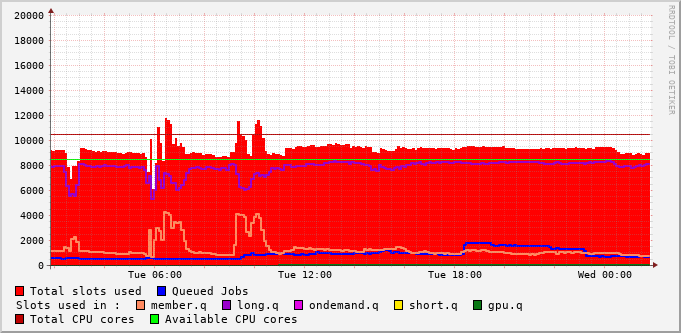 20000
18000
16000
14000
12000
10000
8000
6000
4000
2000
0
Tue 06:00 Tue 12:00 Tue 18:00 Wed 00:00
Total slots used Queued Jobs
Slots used in : member.q long.q ondemand.q short.q gpu.q
Total CPU cores Available CPU cores
RRDTOOL / TOBI OETIKER